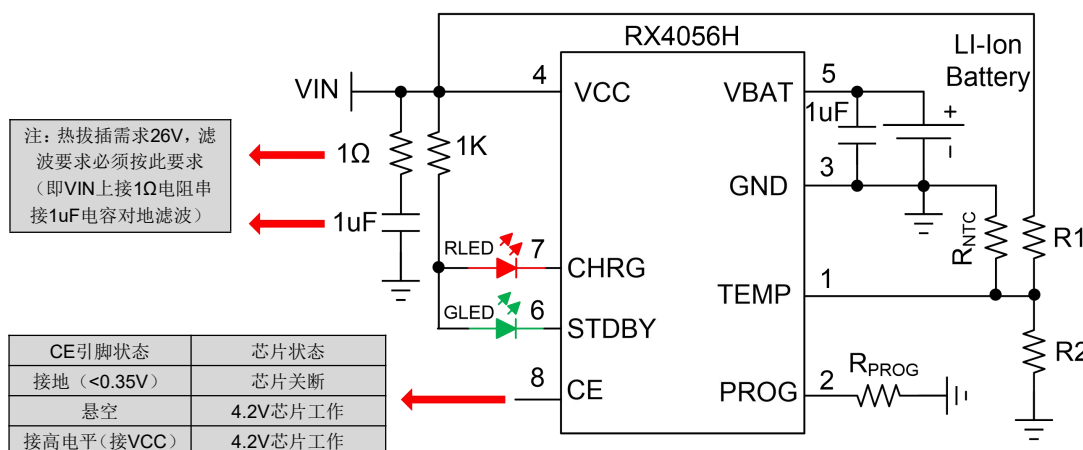 RX4056H
LI-Ion
Battery
VIN
4
VCC
VBAT
5
1uF
+
注：热拔插需求26V，滤
波要求必须按此要求
（即VIN上接1Ω电阻串
接1uF电容对地滤波）
1Ω
1K
1uF
GND
3
RNTC
R1
RLED
7
CHRG
GLED
6
STDBY
TEMP
1
R2
8
CE
PROG
2
RPROG
CE引脚状态 芯片状态
接地（<0.35V） 芯片关断
悬空 4.2V芯片工作
接高电平（接VCC） 4.2V芯片工作